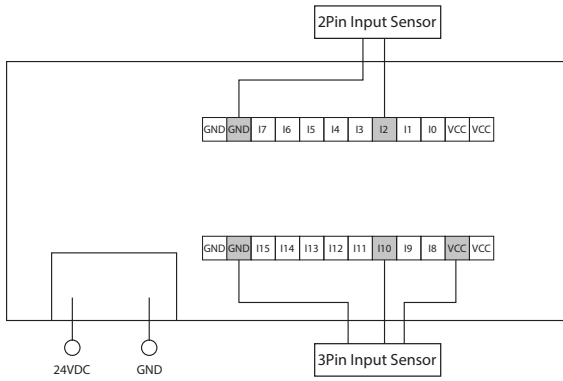 2Pin Input Sensor
GND GND I7 I6 I5 I4 I3 I2 I1 I0 VCC VCC
GND GND I15 I14 I13 I12 I11 I10 I9 I8 VCC VCC
24VDC GND
3Pin Input Sensor